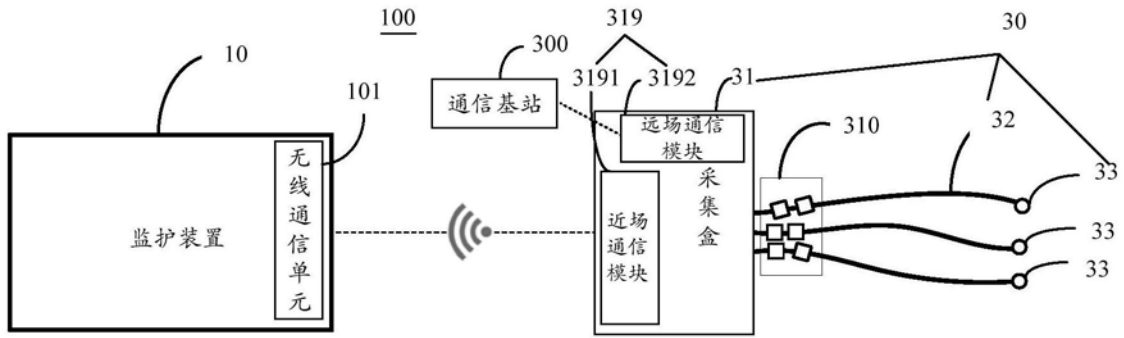 100
319
30
10
300
3191
3192
31
101
通信基站
310
32
远场通信
模块
无线通信单元
采集盒
33
监护装置
近场
通信
模块
33
33